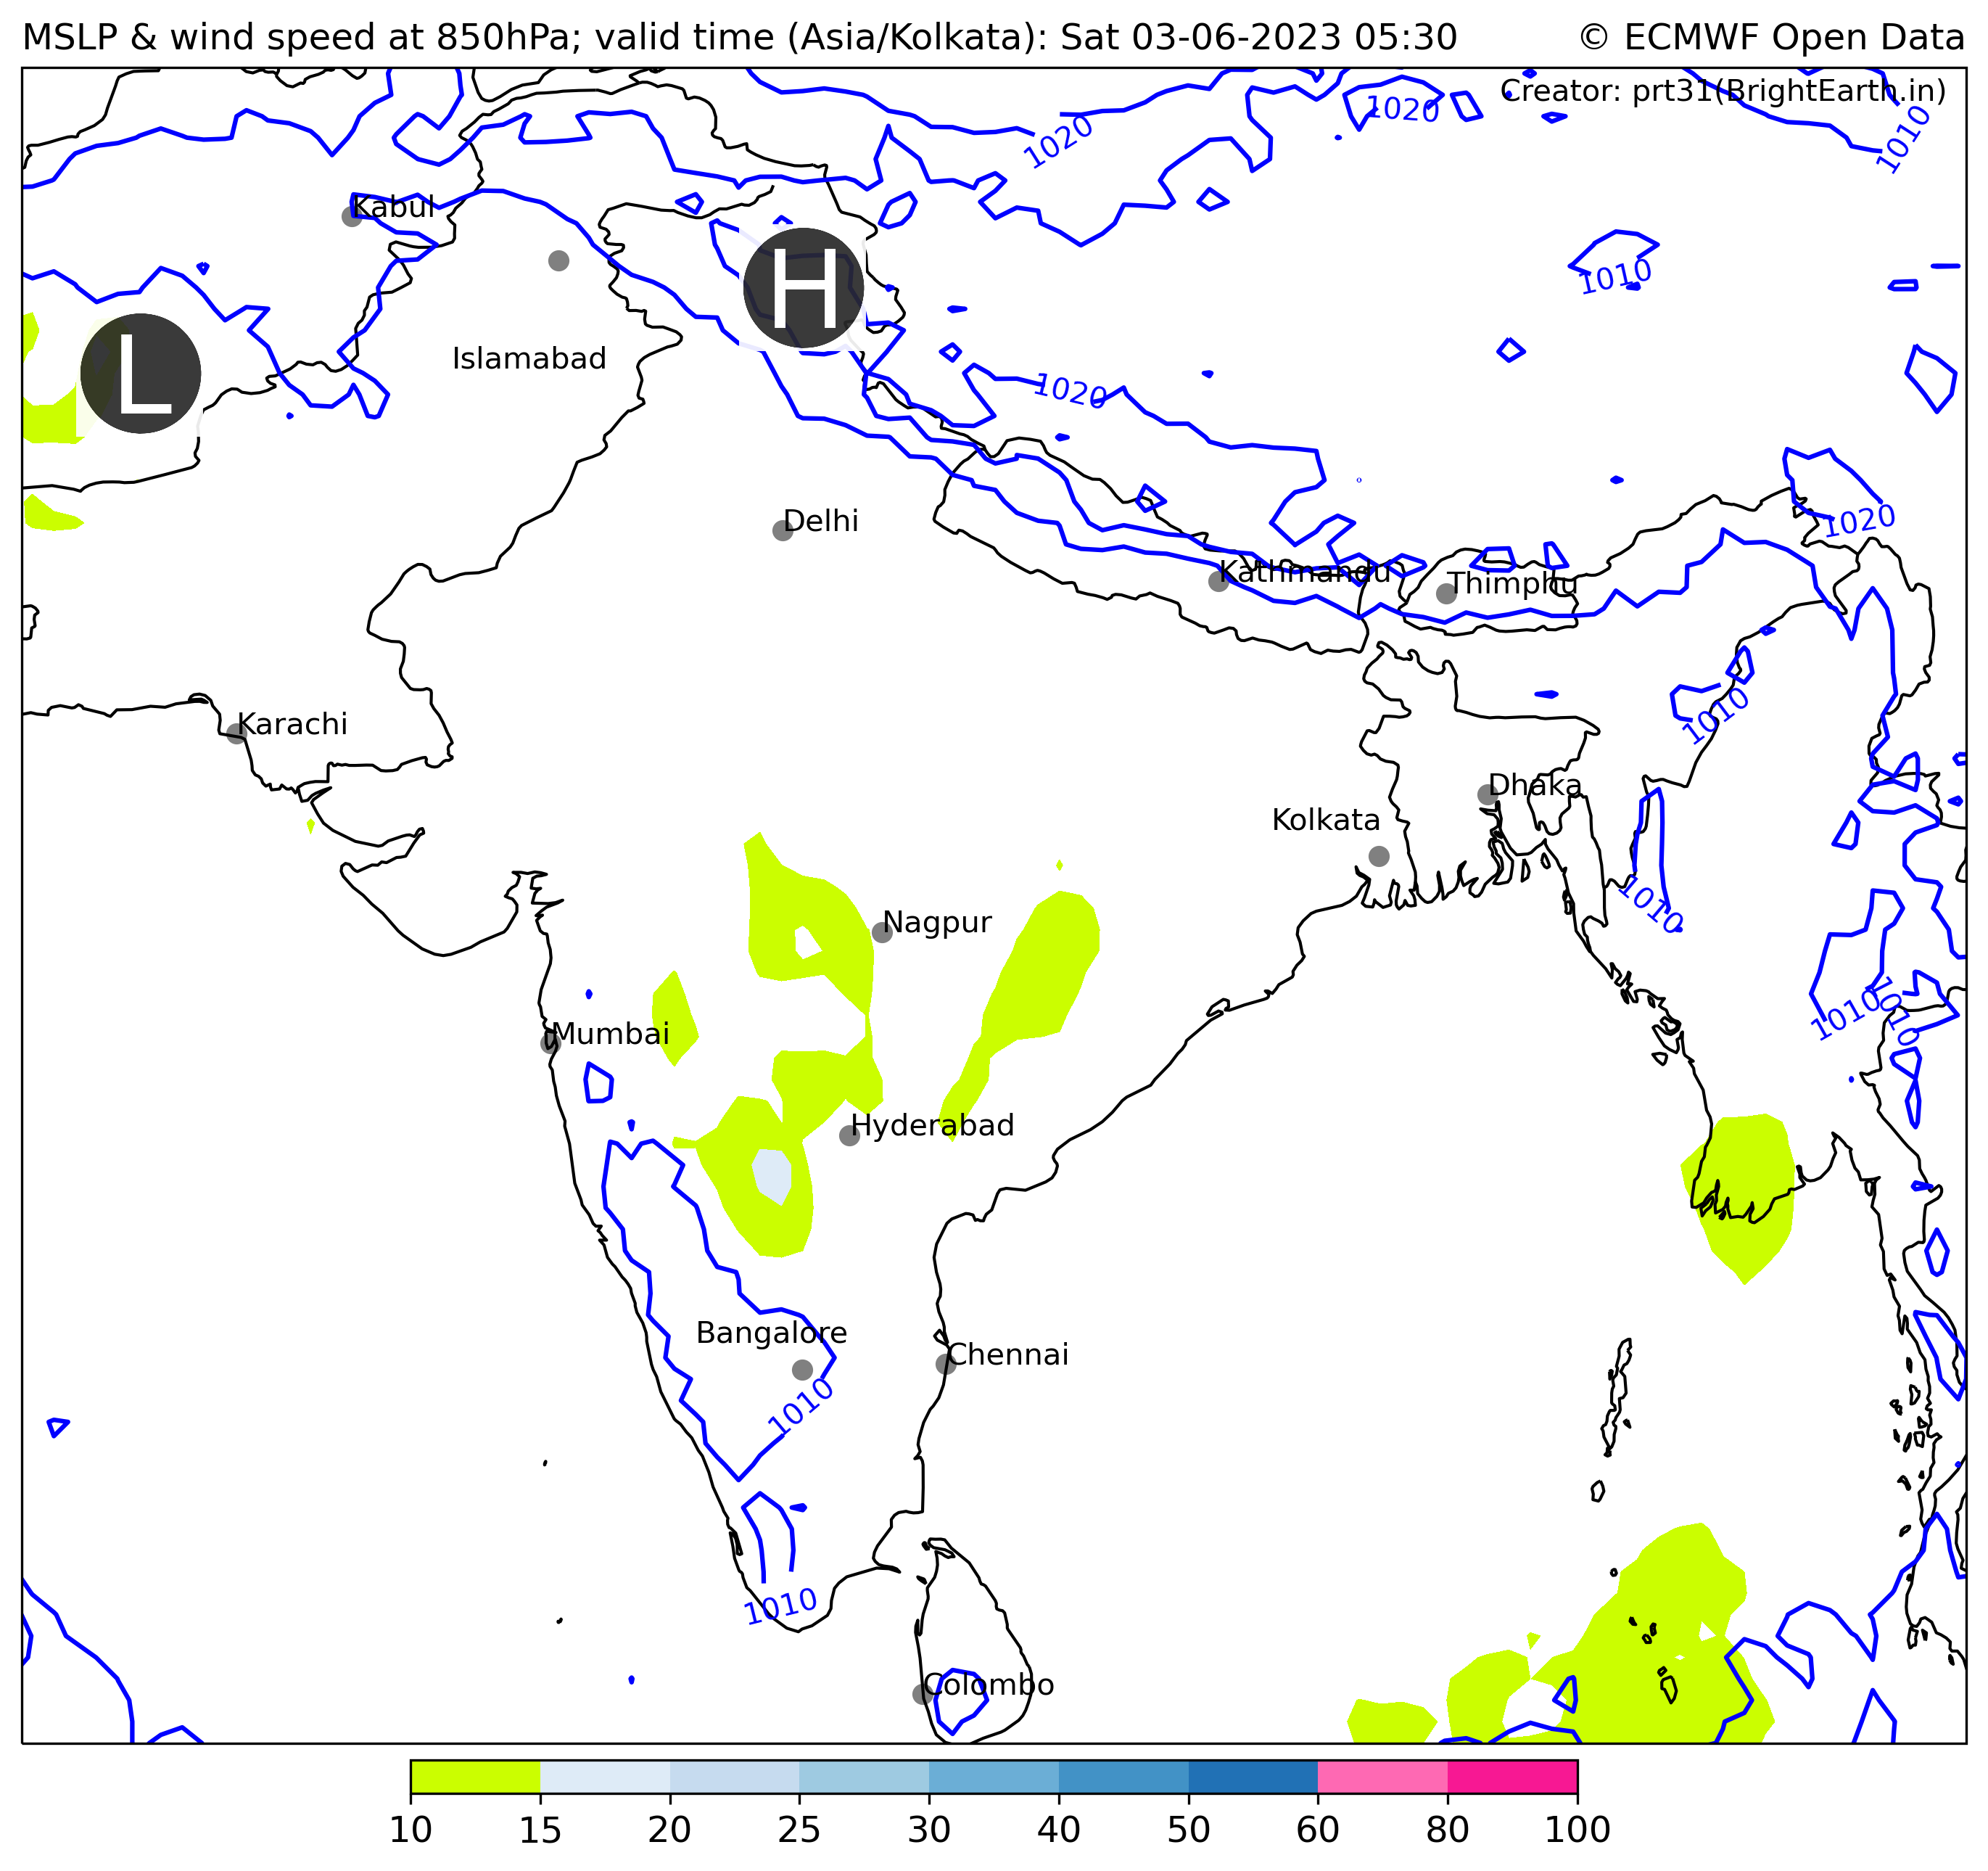 MSLP & wind speed at 850hPa; valid time (Asia/Kolkata): Sat 03-06-2023 05:30
© ECMWF Open Data
Creator: prt31(BrightEarth.in)
1020
1020
1010
Kabul
H
1010
L
Islamabad
1020
Delhi
1020
Kathmandu
Thimphu
1010
Karachi
Dhaka
Kolkata
1010
Nagpur
1010
1010
Mumbai
Hyderabad
Bangalore
Chennai
1010
1010
Colombo
10 15 20 25 30 40 50 60 80 100